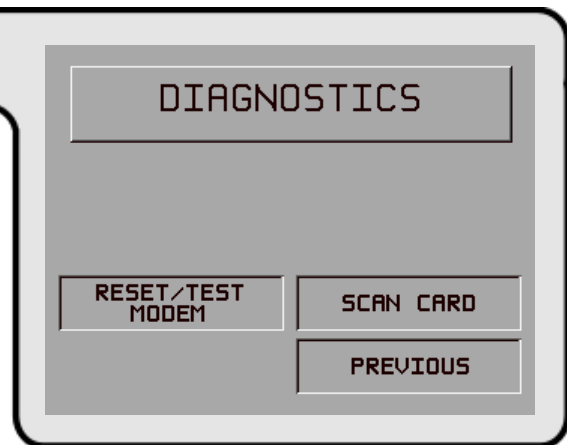 DIAGNOSTICS
RESET/TEST
MODEM
SCAN CARD
PREVIOUS